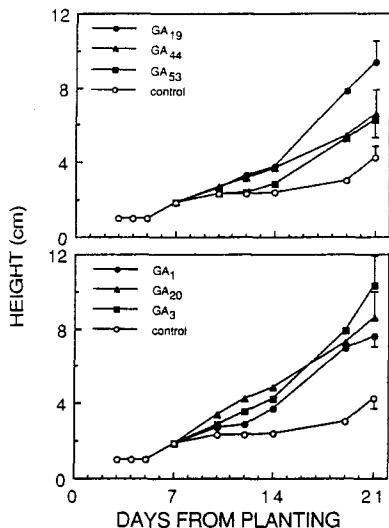 12
GA19
GA44
GA53
control
8
4
0
HEIGHT (cm)
12
GA1
GA20
GA3
control
8
4
0
0 7 14 21
DAYS FROM PLANTING